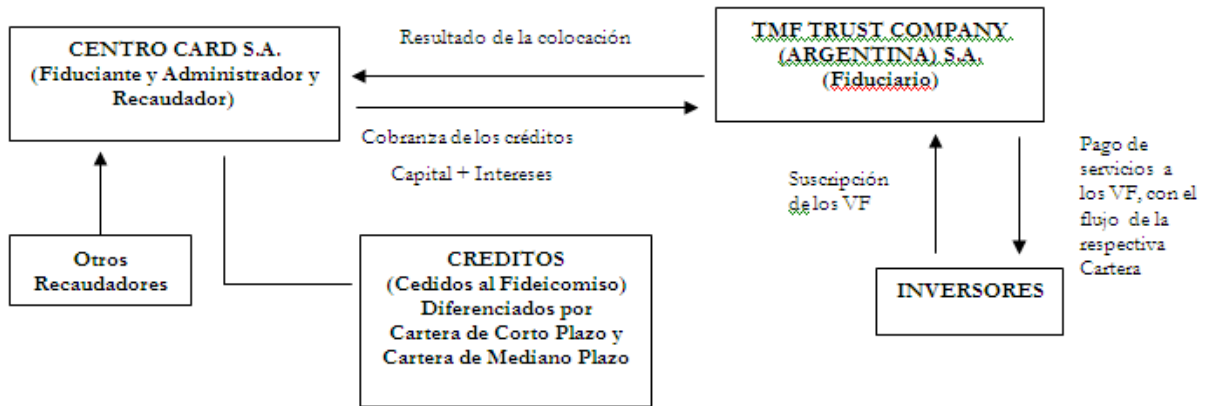 CENTRO CARD S.A.
(Fiduciante y Administrador y
Recaudador)
Resultado de la colocación
TMF TRUST COMPANY
(ARGENTINA) S.A.
(Fiduciario)
Cobranza de los créditos
Capital + Intereses
Suscripción
de los VF
Pago de
servicios a
los VF, con el
flujo de la
respectiva
Cartera
Otros
Recaudadores
CREDITOS
(Cedidos al Fideicomiso)
Diferenciados por
Cartera de Corto Plazo y
Cartera de Mediano Plazo
INVERSORES